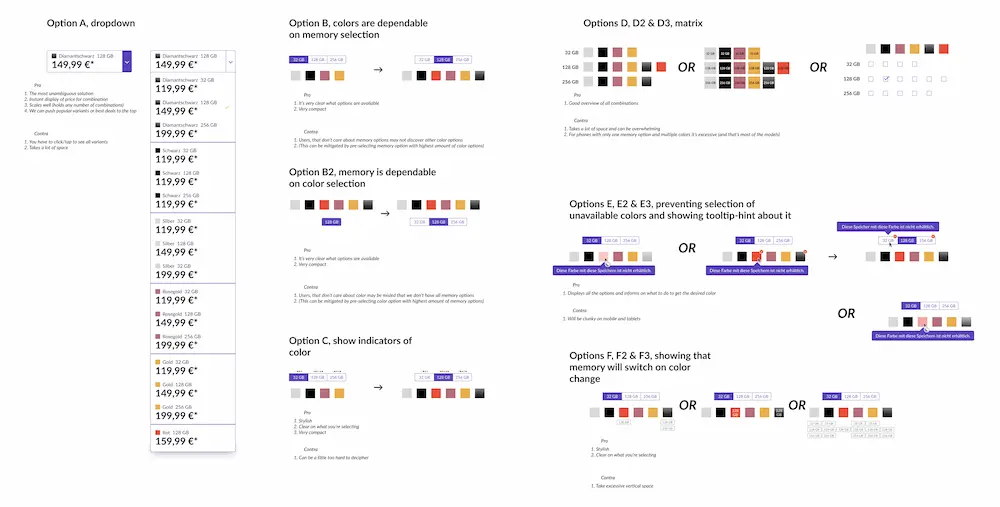 Option A, dropdown
Diamantschwarz 128 GB
149,99 €*
Pro
1. The most unambiguous solution
2. Instant display of price for combination
3. Scales well (holds any number of combinations)
4. We can push popular variants or best deals to the top
Contra
1. You have to click/tap to see all variants
2. Takes a lot of space
Diamantschwarz 128 GB
149,99 €*
Diamantschwarz 32 GB
119,99 €*
Diamantschwarz 128 GB
149,99 €*
Diamantschwarz 256 GB
199,99 €*
Schwarz 32 GB
119,99 €*
Schwarz 128 GB
119,99 €*
Schwarz 256 GB
119,99 €*
Silber 32 GB
119,99 €*
Silber 128 GB
149,99 €*
Silber 32 GB
199,99 €*
Rosegold 32 GB
119,99 €*
Rosegold 128 GB
149,99 €*
Rosegold 256 GB
199,99 €*
Gold 32 GB
119,99 €*
Gold 128 GB
149,99 €*
Gold 256 GB
199,99 €*
Rot 128 GB
159,99 €*
Option B, colors are dependable
on memory selection
32 GB 128 GB 256 GB
→
32 GB 128 GB 256 GB
Pro
1. It's very clear what options are available
2. Very compact
Contra
1. Users, that don't care about memory options may not discover other color options
2. (This can be mitigated by pre-selecting memory option with highest amount of color options)
Option B2, memory is dependable
on color selection
→
128 GB
32 GB 128 GB 256 GB
Pro
1. It's very clear what options are available
2. Very compact
Contra
1. Users, that don't care about color may be misled that we don't have all memory options
2. (This can be mitigated by pre-selecting color option with highest amount of memory options)
Option C, show indicators of
color
32 GB 128 GB 256 GB
→
32 GB 128 GB 256 GB
Pro
1. Stylish
2. Clear on what you're selecting
3. Very compact
Contra
1. Can be a little too hard to decipher
Options D, D2 & D3, matrix
32 GB
128 GB
256 GB
OR
OR
32 GB
128 GB
256 GB
Pro
1. Good overview of all combinations
Contra
1. Takes a lot of space and can be overwhelming
2. For phones with only one memory option and multiple colors it's excessive (and that's most of the models)
Options E, E2 & E3, preventing selection of
unavailable colors and showing tooltip-hint about it
32 GB 128 GB 256 GB
Diese Farbe mit diese Speichern ist nicht erhältlich.
OR
32 GB 128 GB 256 GB
Diese Farbe mit diese Speichern ist nicht erhältlich.
→
Diese Speicher mit diese Farbe ist nicht erhältlich.
32 GB 128 GB 256 GB
Pro
1. Displays all the options and informs on what to do to get the desired color
Contra
1. Will be clunky on mobile and tablets
OR
32 GB 128 GB 256 GB
Diese Farbe mit diese Speichern ist nicht erhältlich.
Options F, F2 & F3, showing that
memory will switch on color
change
32 GB 128 GB 256 GB
OR
32 GB 128 GB 256 GB
OR
32 GB 128 GB 256 GB
Pro
1. Stylish
2. Clear on what you're selecting
Contra
1. Take excessive vertical space